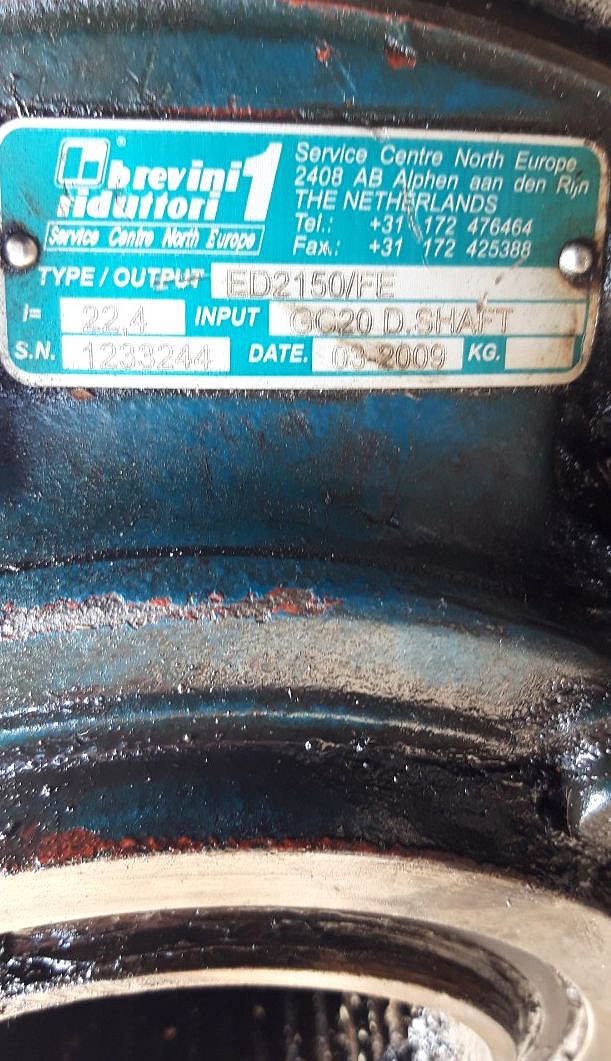 brevini®
riduttori 1
Service Centre North Europe
Service Centre North Europe
2408 AB Alphen aan den Rijn
THE NETHERLANDS
Tel.: +31 172 476464
Fax.: +31 172 425388
TYPE / OUTPUT ED2150/FE
i= 22,4 INPUT GC20 D.SHAFT
S.N. 1233244 DATE. 03-2009 KG.